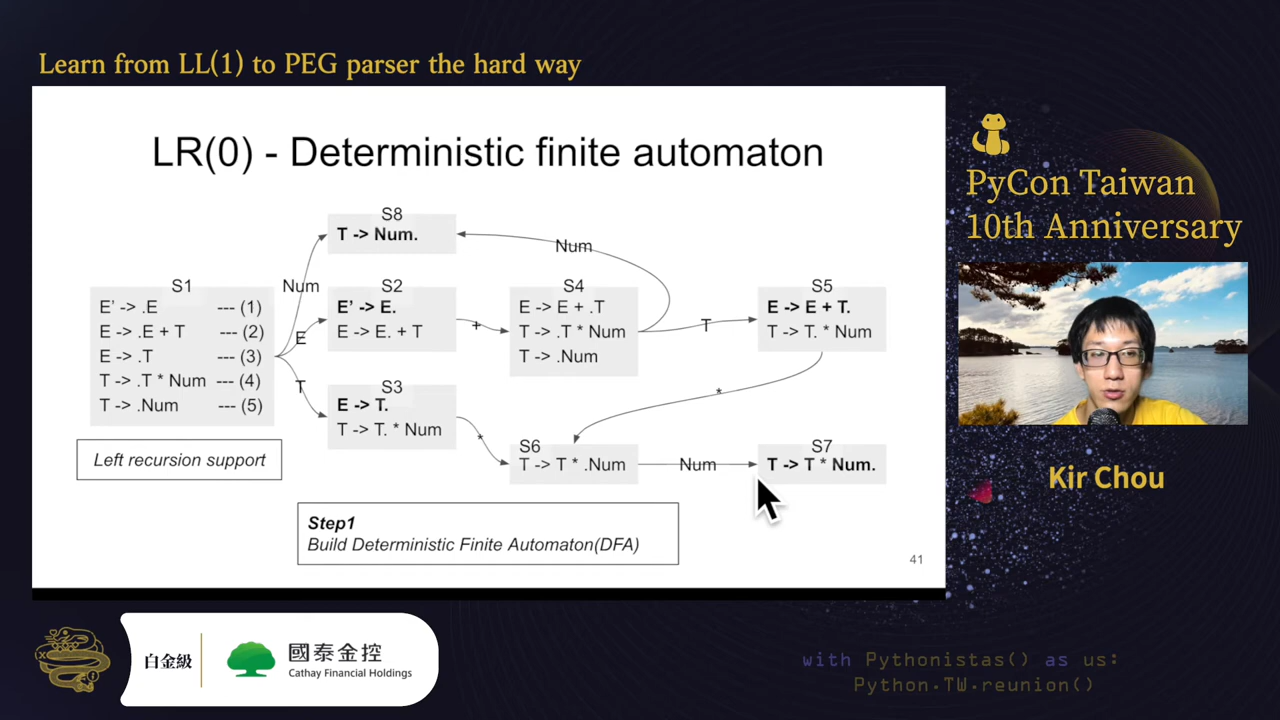 Learn from LL(1) to PEG parser the hard way
LR(0) - Deterministic finite automaton
S8
T -> Num.
Num
Num
S1
E' -> .E --- (1)
E -> .E + T --- (2)
E -> .T --- (3)
T -> .T * Num --- (4)
T -> .Num --- (5)
E
T
S2
E' -> E.
E -> E. + T
+
S4
E -> E + .T
T -> .T * Num
T -> .Num
T
S5
E -> E + T.
T -> T. * Num
S3
E -> T.
T -> T. * Num
*
*
S6
T -> T * .Num
Num
S7
T -> T * Num.
Left recursion support
Step1
Build Deterministic Finite Automaton(DFA)
41
PyCon Taiwan
10th Anniversary
Kir Chou
白金級
國泰金控
Cathay Financial Holdings
with Pythonistas() as us:
Python.TW.reunion()